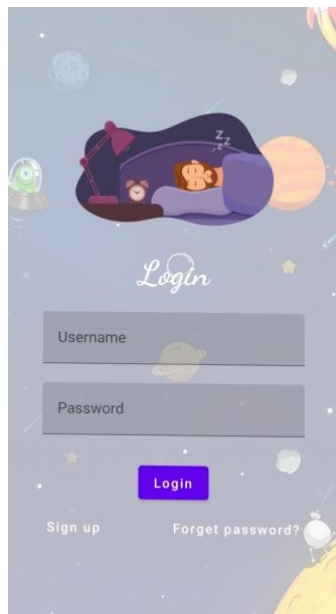 z z
z z
Login
Username
Password
Login
Sign up
Forget password?